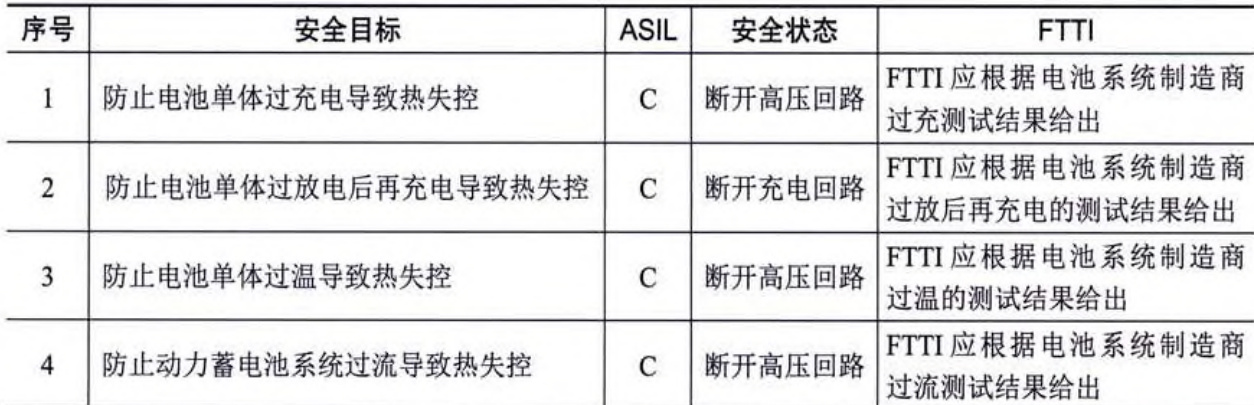 序号 安全目标 ASIL 安全状态 FTTI
1 防止电池单体过充电导致热失控 C 断开高压回路 FTTI 应根据电池系统制造商
过充测试结果给出
2 防止电池单体过放电后再充电导致热失控 C 断开充电回路 FTTI 应根据电池系统制造商
过放后再充电的测试结果给出
3 防止电池单体过温导致热失控 C 断开高压回路 FTTI 应根据电池系统制造商
过温的测试结果给出
4 防止动力蓄电池系统过流导致热失控 C 断开高压回路 FTTI 应根据电池系统制造商
过流测试结果给出